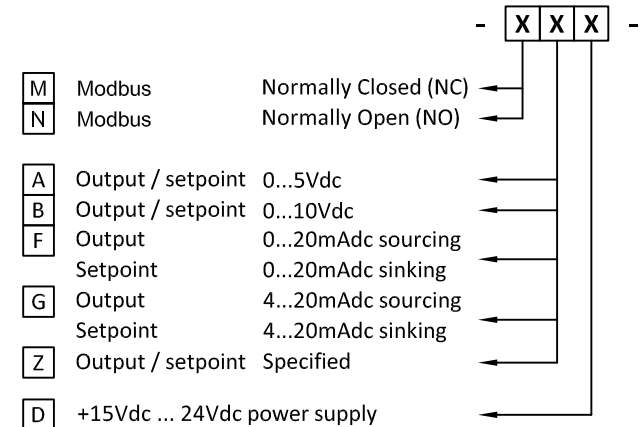 - X X X -
M Modbus Normally Closed (NC)
N Modbus Normally Open (NO)
A Output / setpoint 0...5Vdc
B Output / setpoint 0...10Vdc
F Output 0...20mAdc sourcing
Setpoint 0...20mAdc sinking
G Output 4...20mAdc sourcing
Setpoint 4...20mAdc sinking
Z Output / setpoint Specified
D +15Vdc ... 24Vdc power supply